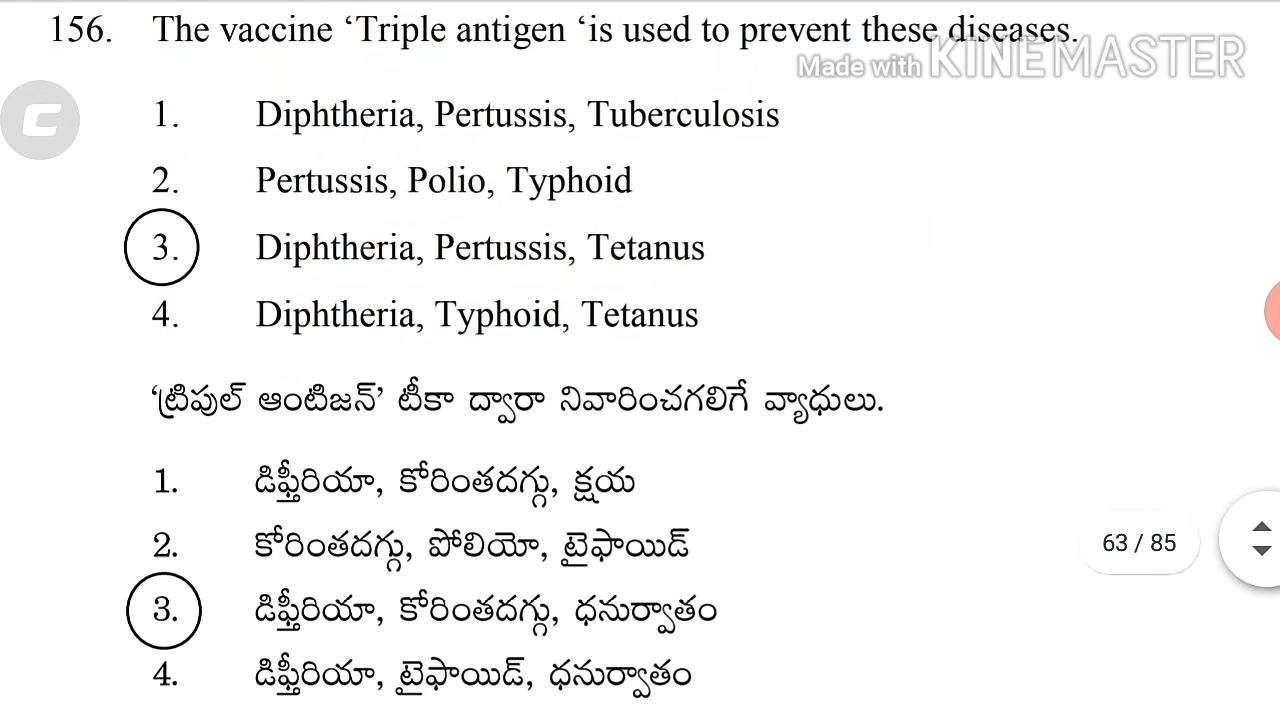 156. The vaccine ‘Triple antigen ‘is used to prevent these diseases.
Made with KINEMASTER
1. Diphtheria, Pertussis, Tuberculosis
2. Pertussis, Polio, Typhoid
3. Diphtheria, Pertussis, Tetanus
4. Diphtheria, Typhoid, Tetanus
‘ట్రిపుల్ ఆంటిజన్’ టీకా ద్వారా నివారించగలిగే వ్యాధులు.
1. డిఫ్తీరియా, కోరింతదగ్గు, క్షయ
2. కోరింతదగ్గు, పోలియో, టైఫాయిడ్
63 / 85
3. డిఫ్తీరియా, కోరింతదగ్గు, ధనుర్వాతం
4. డిఫ్తీరియా, టైఫాయిడ్, ధనుర్వాతం